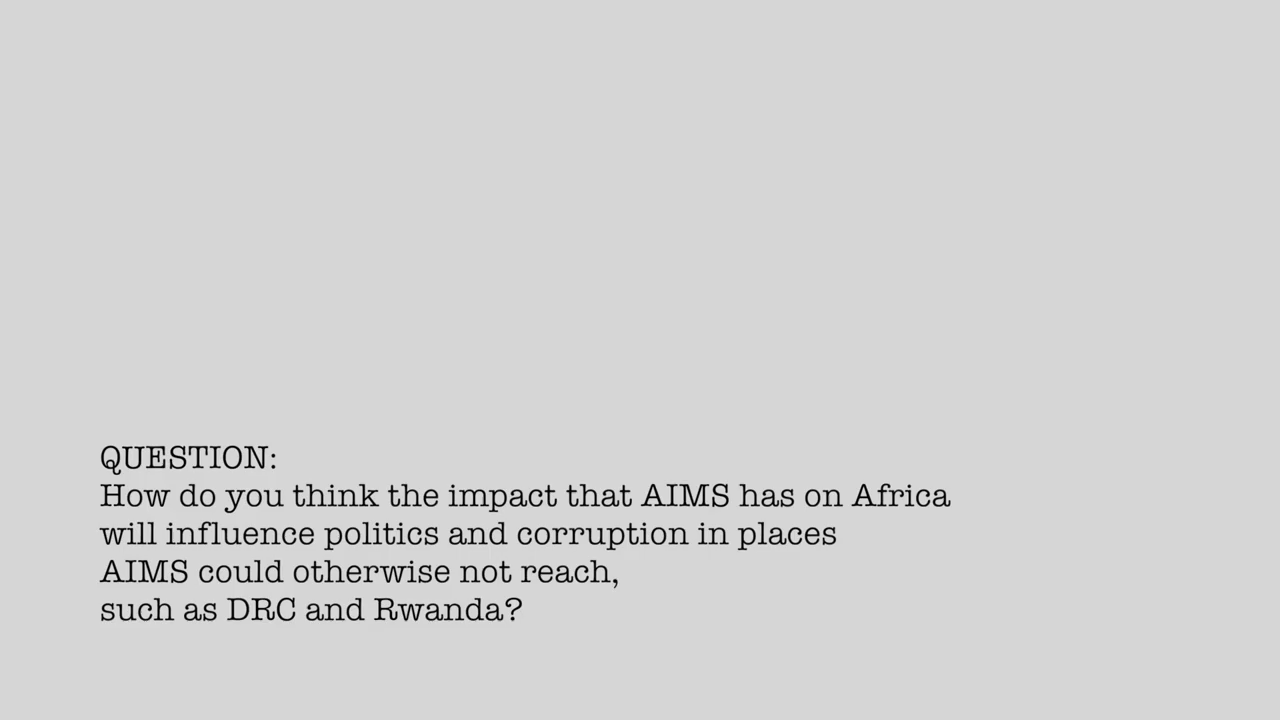 QUESTION:
How do you think the impact that AIMS has on Africa
will influence politics and corruption in places
AIMS could otherwise not reach,
such as DRC and Rwanda?